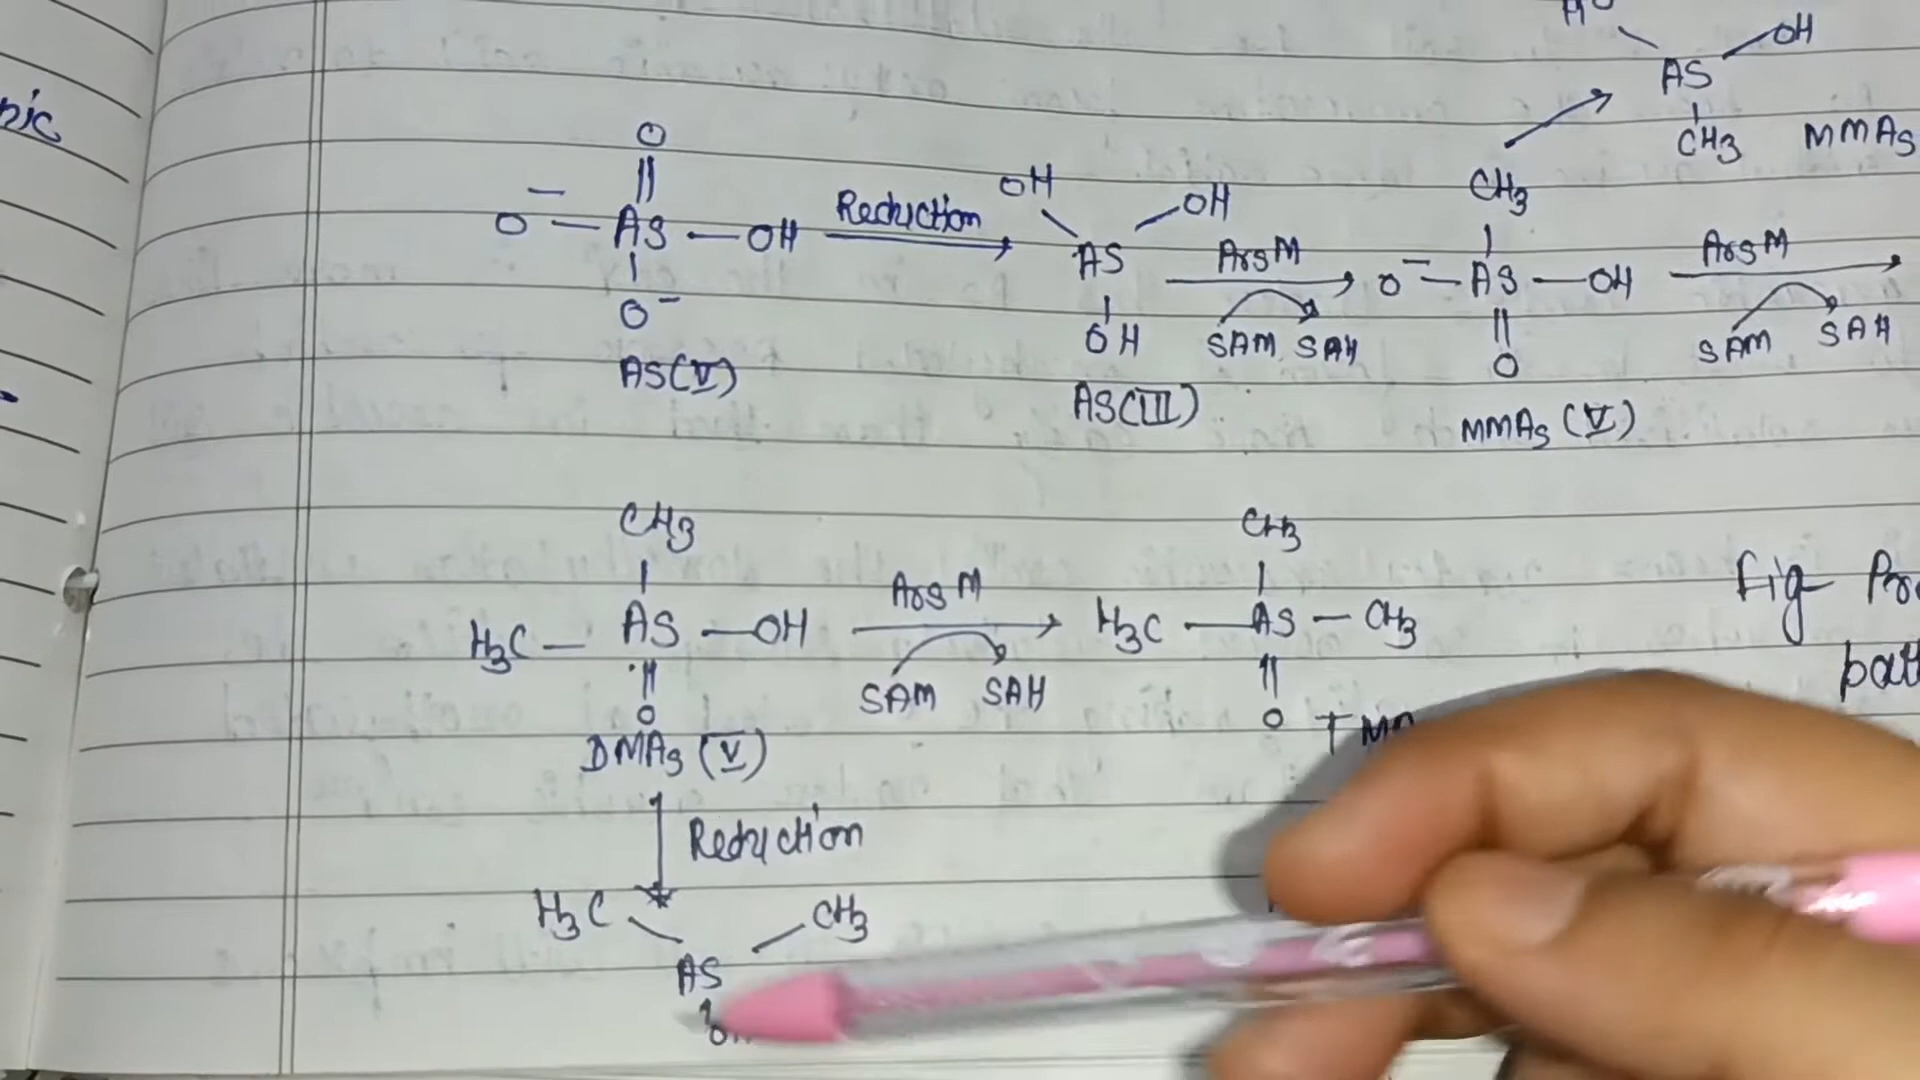 OH
AS
CH3 MMAs
O
O⁻ — AS — OH
O⁻
AS(V)
Reduction
OH OH
AS
OH
AS(III)
ArsM
SAM SAH
CH3
O⁻ — AS — OH
O
MMAs (V)
ArsM
SAM SAH
CH3
H3C — AS — OH
O
DMAs (V)
ArsM
SAM SAH
CH3
H3C — AS — CH3
O
Fig
Reduction
H3C CH3
AS